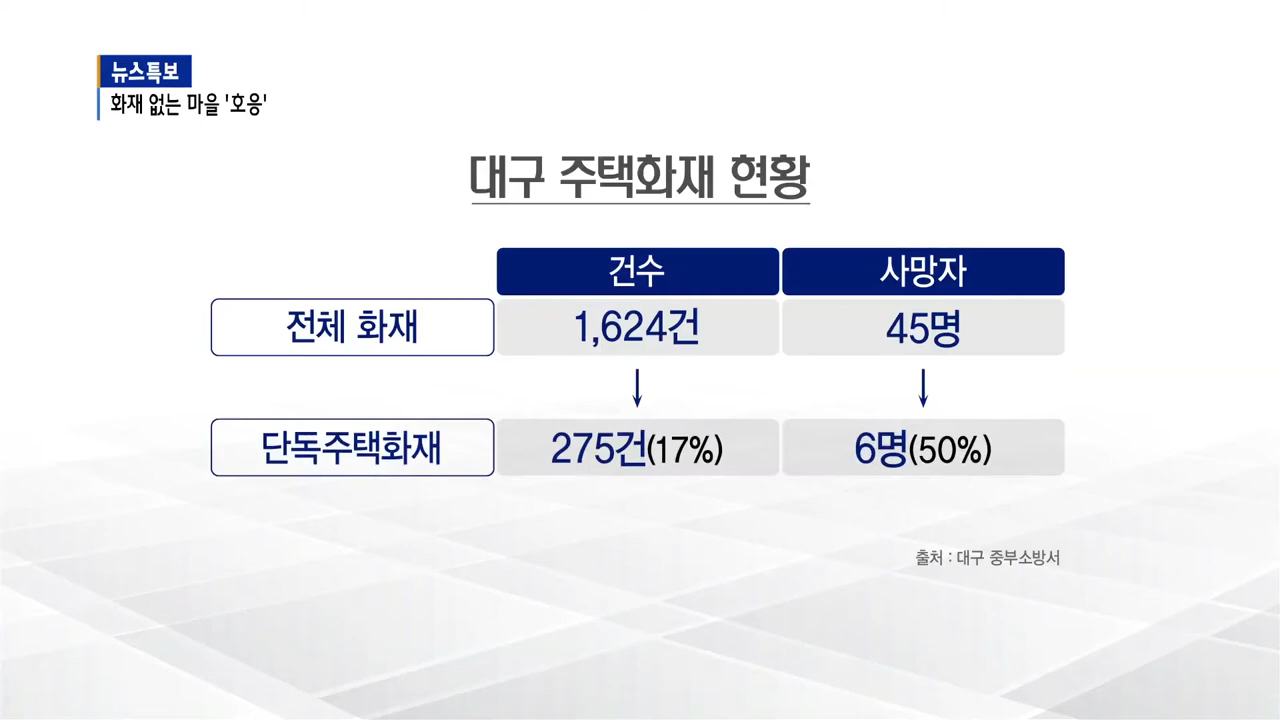 뉴스특보
화재 없는 마을 '호응'
대구 주택화재 현황
건수 사망자
전체 화재 1,624건 45명
↓ ↓
단독주택화재 275건(17%) 6명(50%)
출처 : 대구 중부소방서